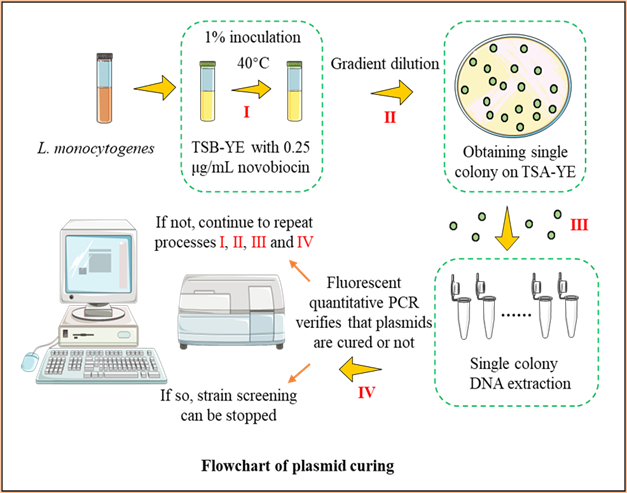 1% inoculation
40°C
I
L. monocytogenes
TSB-YE with 0.25
μg/mL novobiocin
Gradient dilution
II
Obtaining single
colony on TSA-YE
III
Single colony
DNA extraction
IV
Fluorescent
quantitative PCR
verifies that plasmids
are cured or not
If not, continue to repeat
processes I, II, III and IV
If so, strain screening
can be stopped
Flowchart of plasmid curing